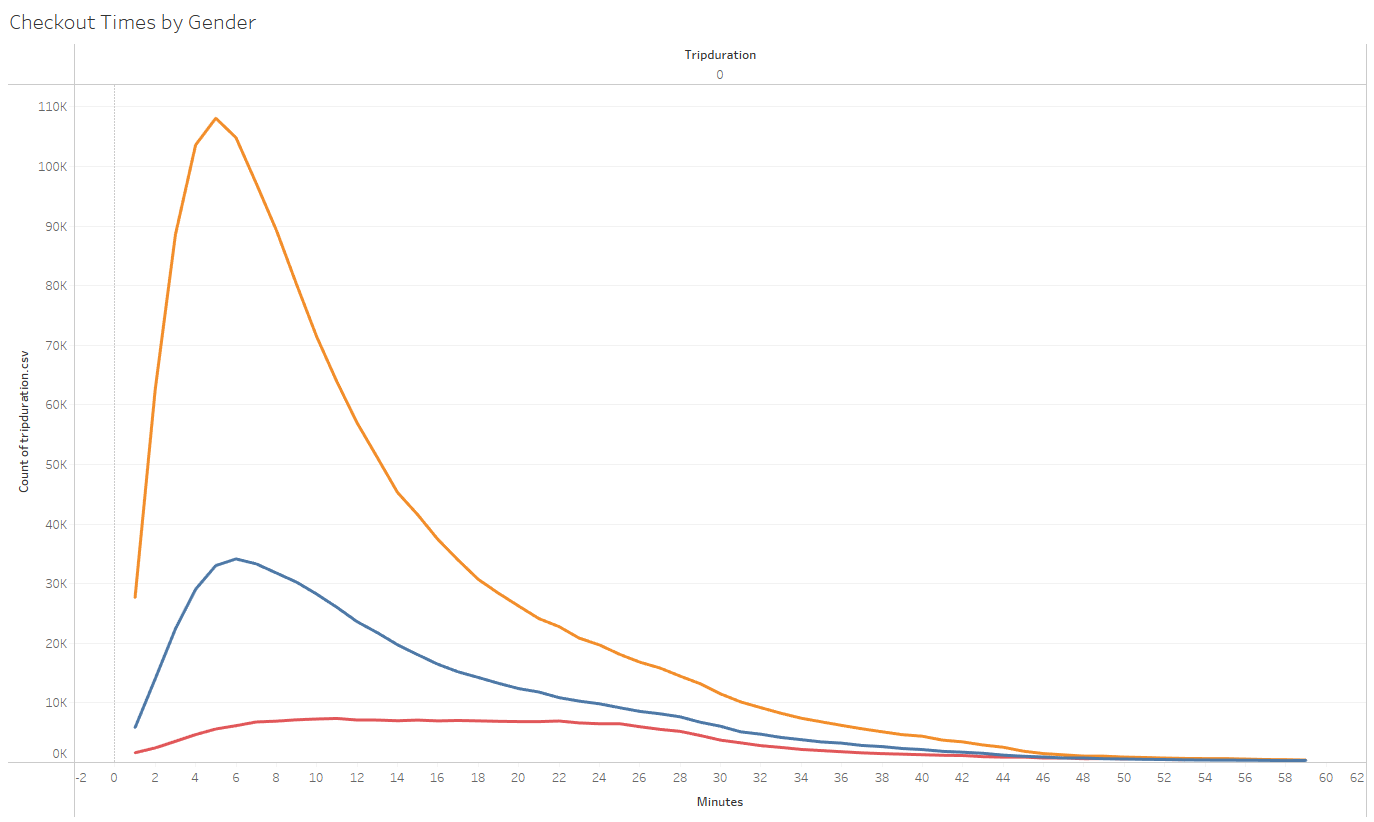 Checkout Times by Gender
Tripduration
0
110K
100K
90K
80K
70K
60K
50K
40K
30K
20K
10K
0K
Count of tripduration.csv
-2 0 2 4 6 8 10 12 14 16 18 20 22 24 26 28 30 32 34 36 38 40 42 44 46 48 50 52 54 56 58 60 62
Minutes